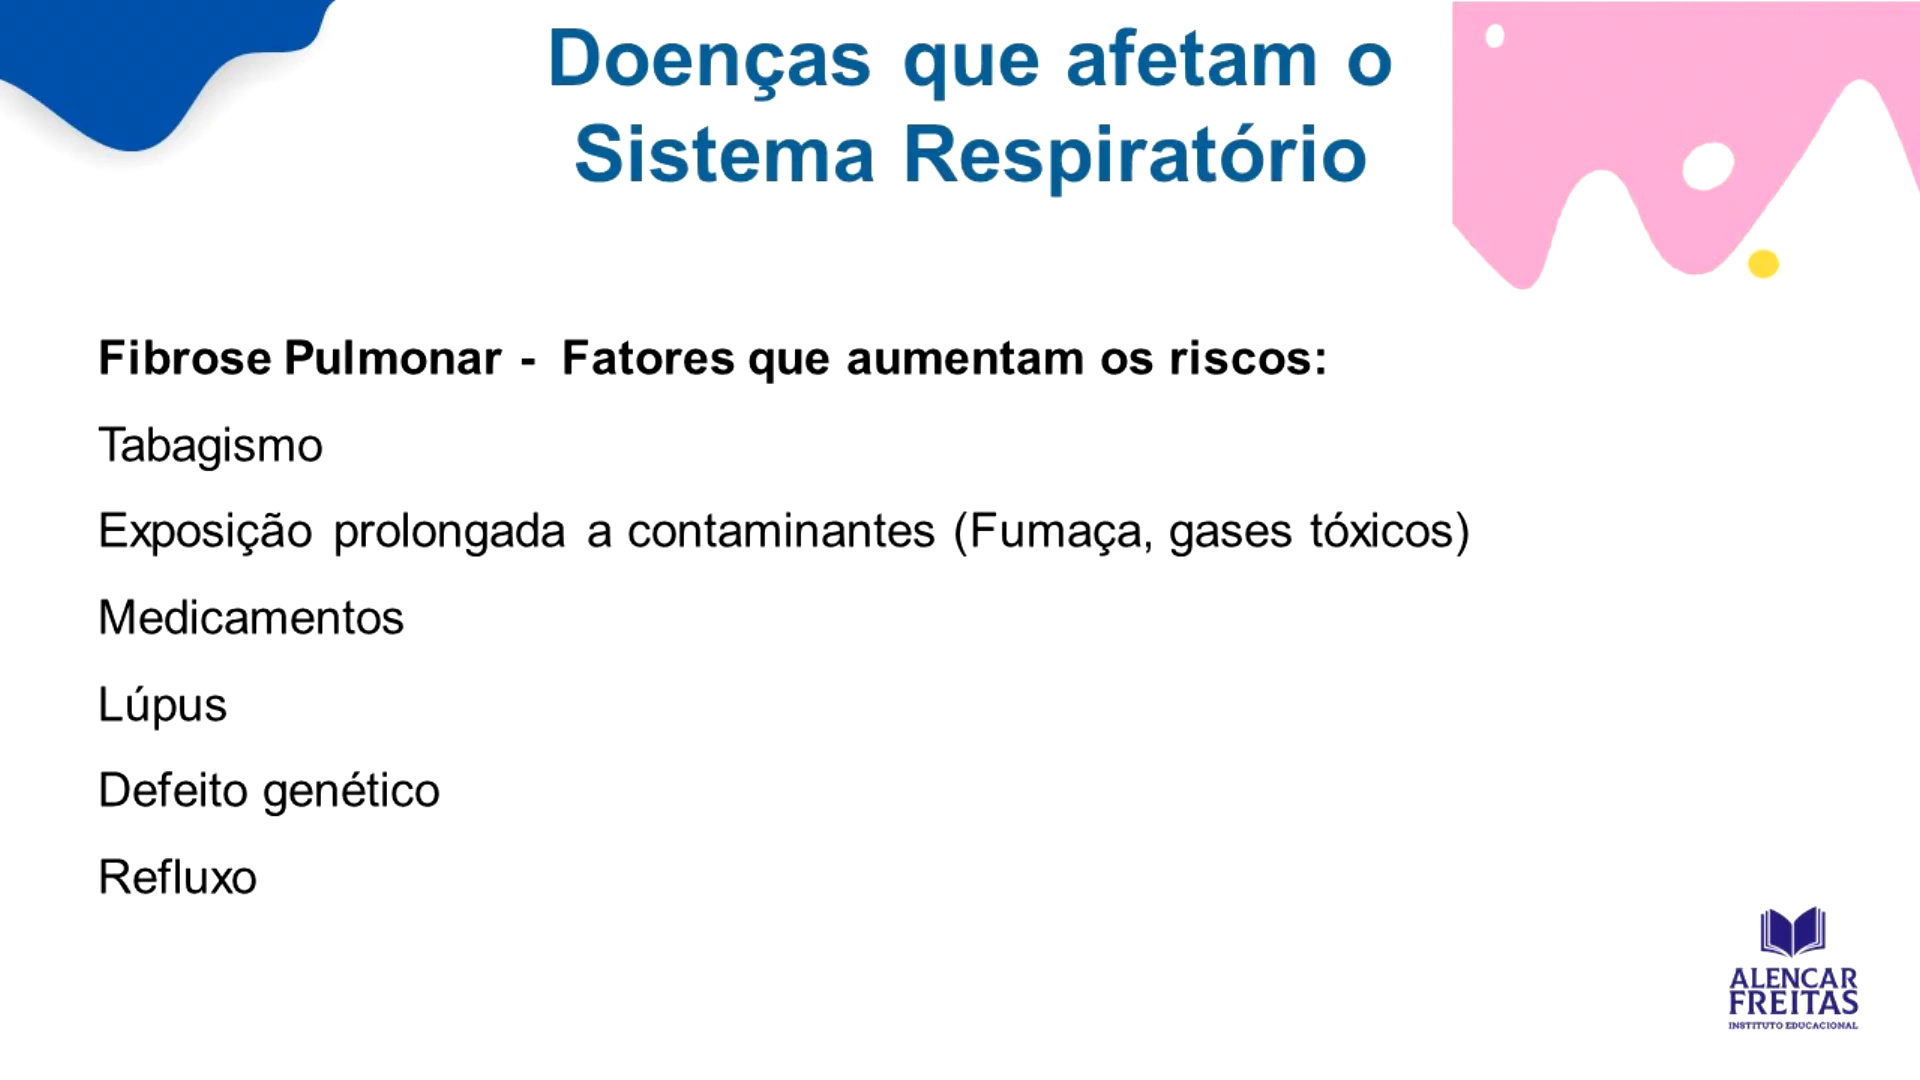 Doenças que afetam o
Sistema Respiratório
Fibrose Pulmonar - Fatores que aumentam os riscos:
Tabagismo
Exposição prolongada a contaminantes (Fumaça, gases tóxicos)
Medicamentos
Lúpus
Defeito genético
Refluxo
ALENCAR
FREITAS
INSTITUTO EDUCACIONAL